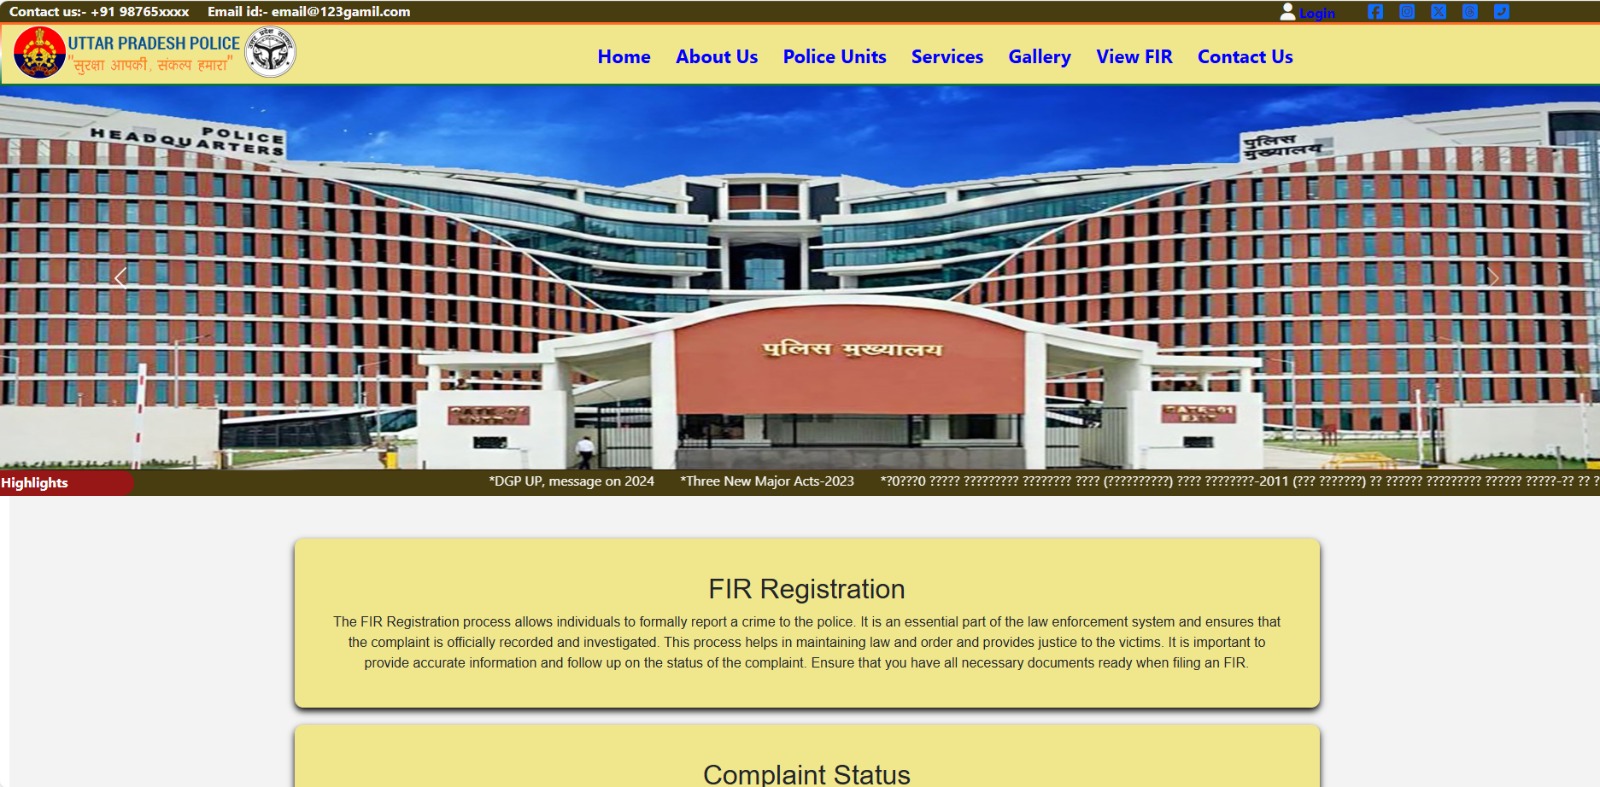 Contact us:- +91 98765xxxx Email id:- email@123gamil.com Login
UTTAR PRADESH POLICE
"सुरक्षा आपकी, संकल्प हमारा"
Home About Us Police Units Services Gallery View FIR Contact Us
POLICE
HEADQUARTERS
पुलिस
मुख्यालय
पुलिस मुख्यालय
Highlights *DGP UP, message on 2024 *Three New Major Acts-2023 *?0???0 ????? ????????? ???????? ???? (??????????) ???? ????????-2011 (??? ???????) ?? ?????? ????????? ?????? ?????-?? ?? ?
FIR Registration
The FIR Registration process allows individuals to formally report a crime to the police. It is an essential part of the law enforcement system and ensures that
the complaint is officially recorded and investigated. This process helps in maintaining law and order and provides justice to the victims. It is important to
provide accurate information and follow up on the status of the complaint. Ensure that you have all necessary documents ready when filing an FIR.
Complaint Status